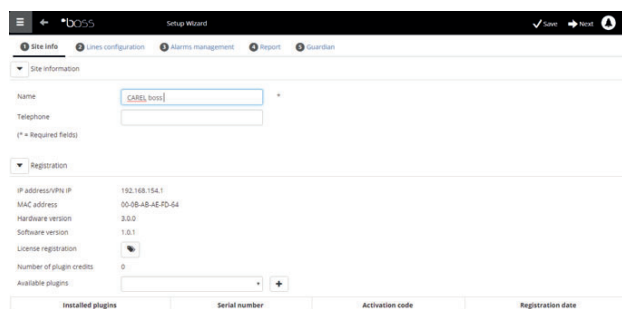 boss Setup Wizard Save Next
1 Site info 2 Lines configuration 3 Alarms management 4 Report 5 Guardian
Site information
Name CAREL boss *
Telephone
(* = Required fields)
Registration
IP address/VPN IP 192.168.154.1
MAC address 00-0B-AB-AE-FD-64
Hardware version 3.0.0
Software version 1.0.1
License registration
Number of plugin credits 0
Available plugins
Installed plugins Serial number Activation code Registration date